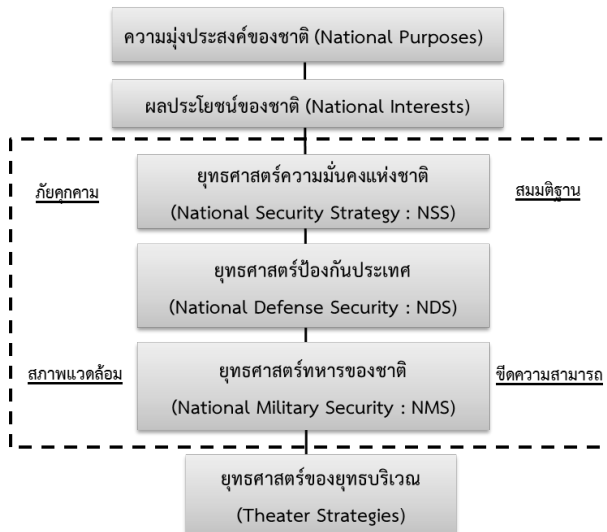 ความมุ่งประสงค์ของชาติ (National Purposes)
ผลประโยชน์ของชาติ (National Interests)
ภัยคุกคาม
ยุทธศาสตร์ความมั่นคงแห่งชาติ
(National Security Strategy : NSS)
สมมติฐาน
ยุทธศาสตร์ป้องกันประเทศ
(National Defense Security : NDS)
สภาพแวดล้อม
ยุทธศาสตร์ทหารของชาติ
(National Military Security : NMS)
ขีดความสามารถ
ยุทธศาสตร์ของยุทธบริเวณ
(Theater Strategies)